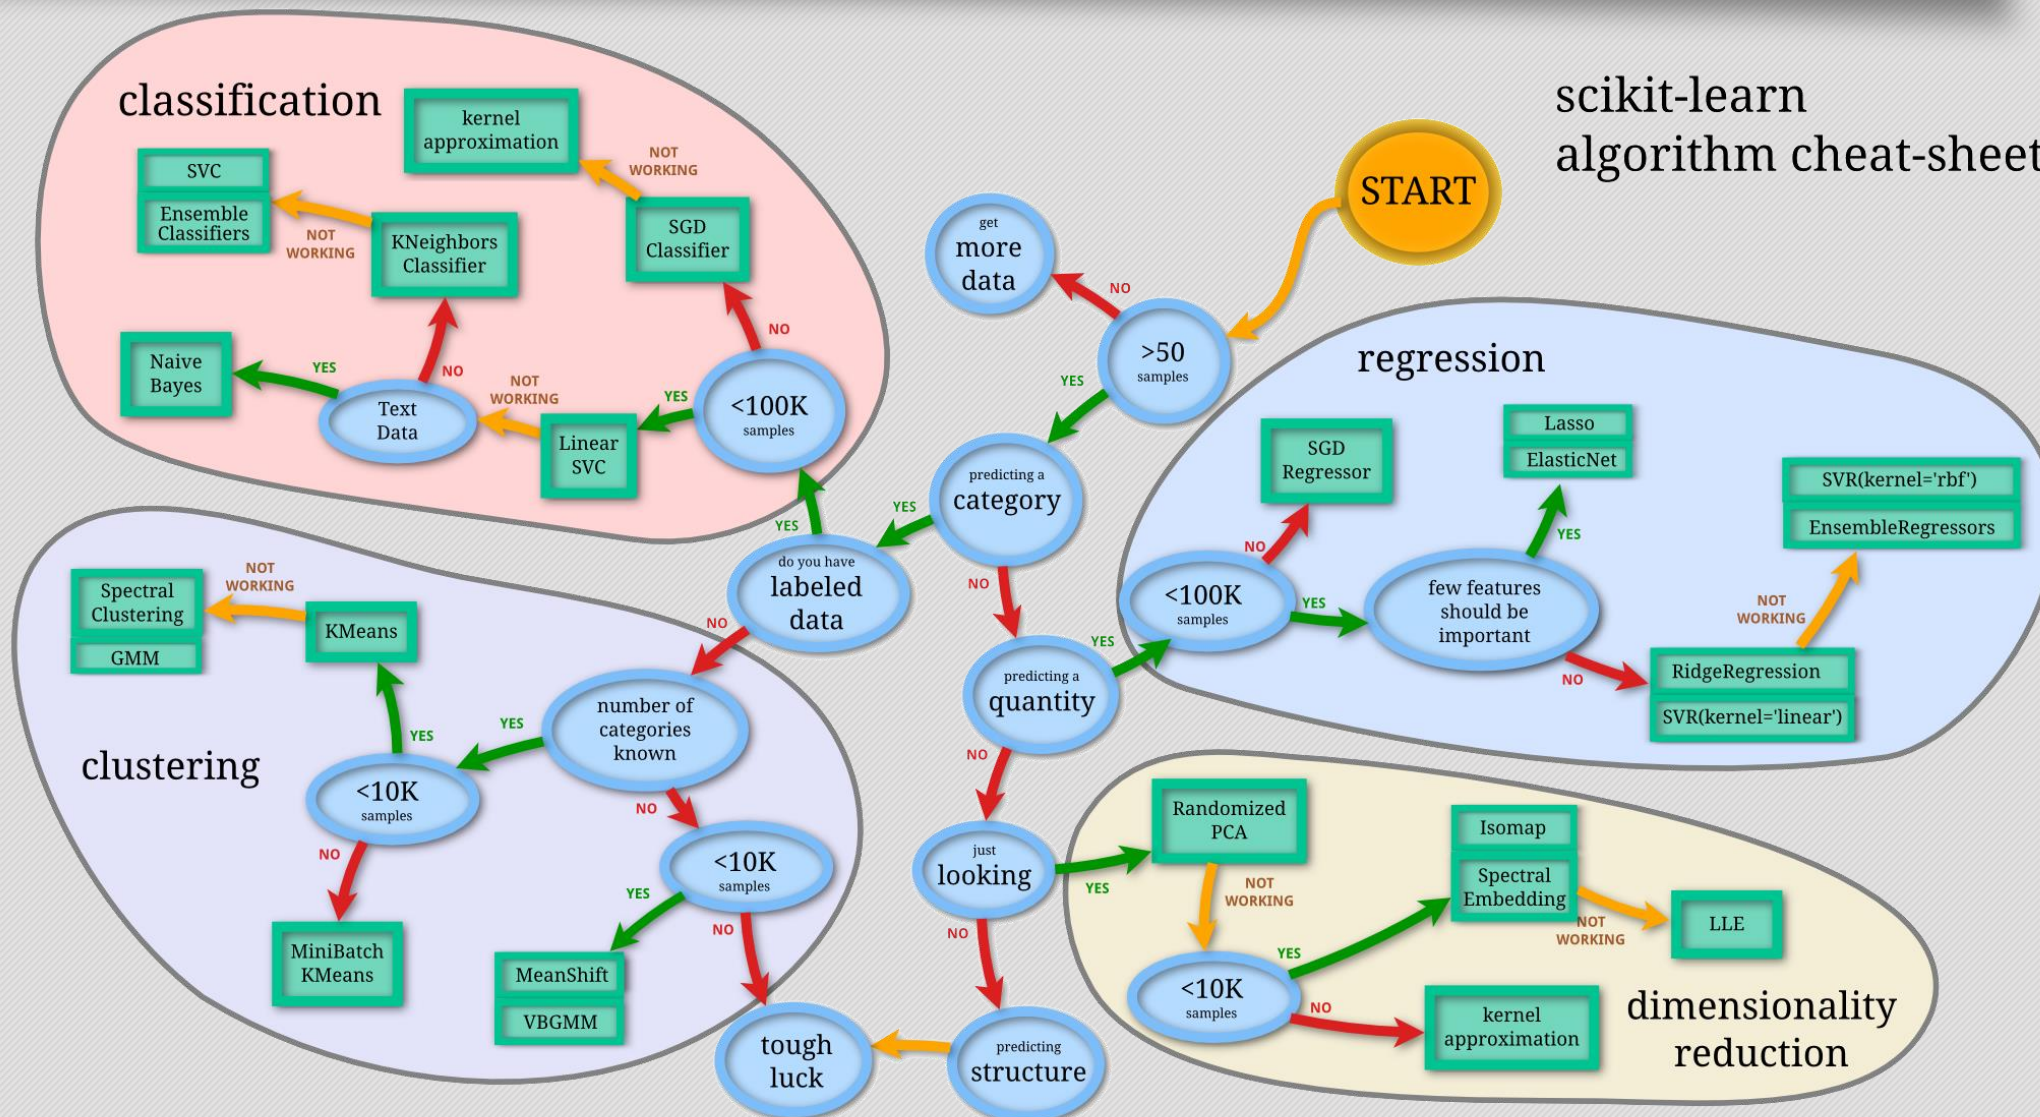 scikit-learn
algorithm cheat-sheet
START
get
more
data
NO
>50
samples
YES
predicting a
category
YES
NO
do you have
labeled
data
YES
NO
predicting a
quantity
YES
NO
just
looking
YES
NO
predicting
structure
tough
luck
classification
kernel
approximation
NOT
WORKING
SVC
Ensemble
Classifiers
NOT
WORKING
KNeighbors
Classifier
SGD
Classifier
NO
Naive
Bayes
YES
NO
Text
Data
NOT
WORKING
Linear
SVC
YES
<100K
samples
regression
SGD
Regressor
Lasso
ElasticNet
SVR(kernel='rbf')
EnsembleRegressors
NO
YES
<100K
samples
YES
few features
should be
important
NOT
WORKING
NO
RidgeRegression
SVR(kernel='linear')
clustering
Spectral
Clustering
GMM
NOT
WORKING
KMeans
YES
<10K
samples
NO
MiniBatch
KMeans
number of
categories
known
YES
NO
<10K
samples
YES
NO
MeanShift
VBGMM
Randomized
PCA
NOT
WORKING
<10K
samples
YES
NO
Isomap
Spectral
Embedding
NOT
WORKING
LLE
kernel
approximation
dimensionality
reduction